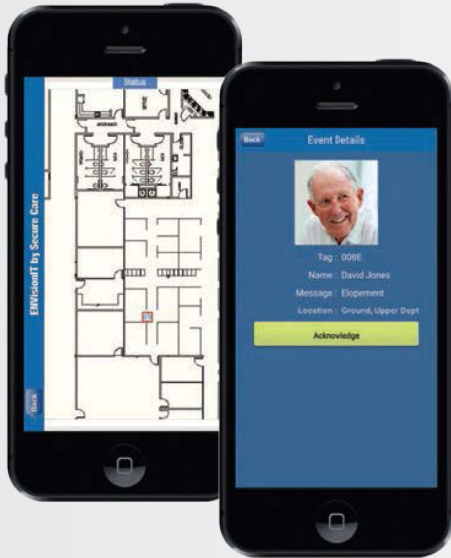 Status
ENVisionIT by Secure Care
Back
Back
Event Details
Tag : 008E
Name : David Jones
Message : Elopement
Location : Ground, Upper Dept
Acknowledge